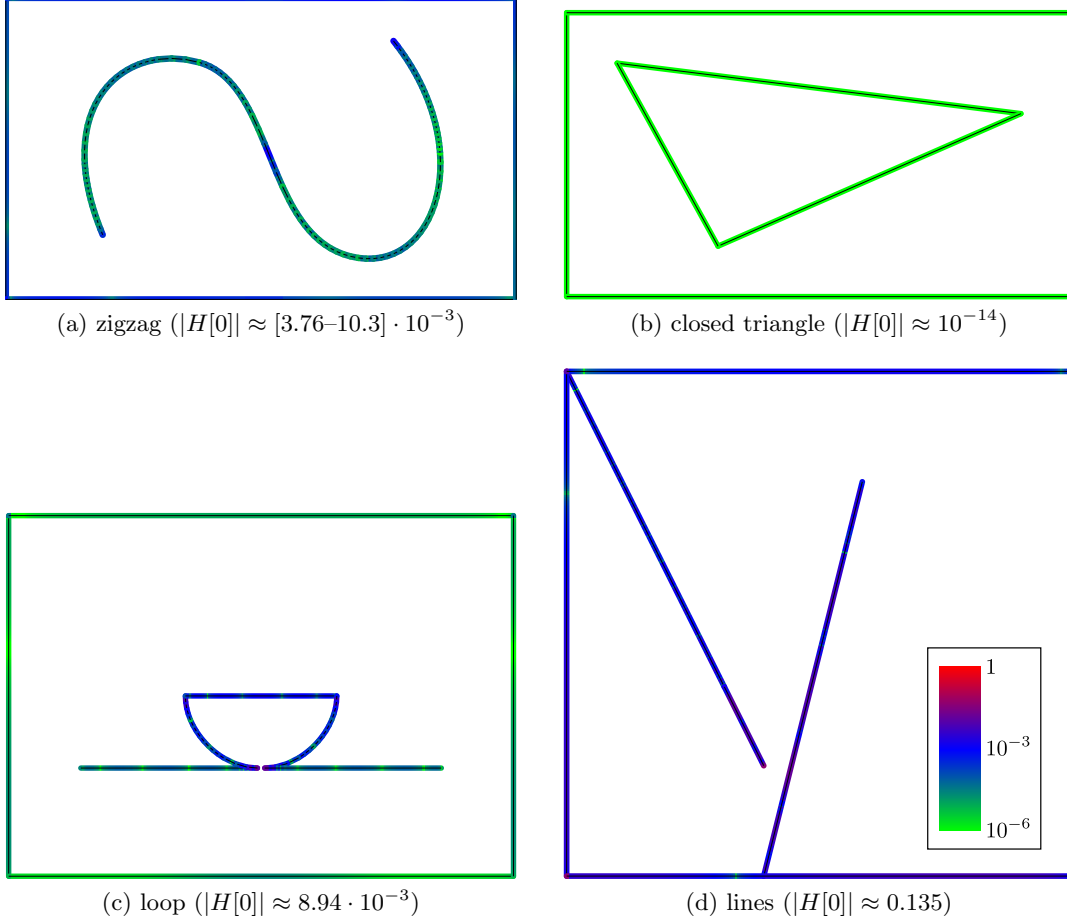 (a) zigzag (|H[0]| ≈ [3.76–10.3] · 10⁻³)
(b) closed triangle (|H[0]| ≈ 10⁻¹⁴)
1
10⁻³
10⁻⁶
(c) loop (|H[0]| ≈ 8.94 · 10⁻³)
(d) lines (|H[0]| ≈ 0.135)